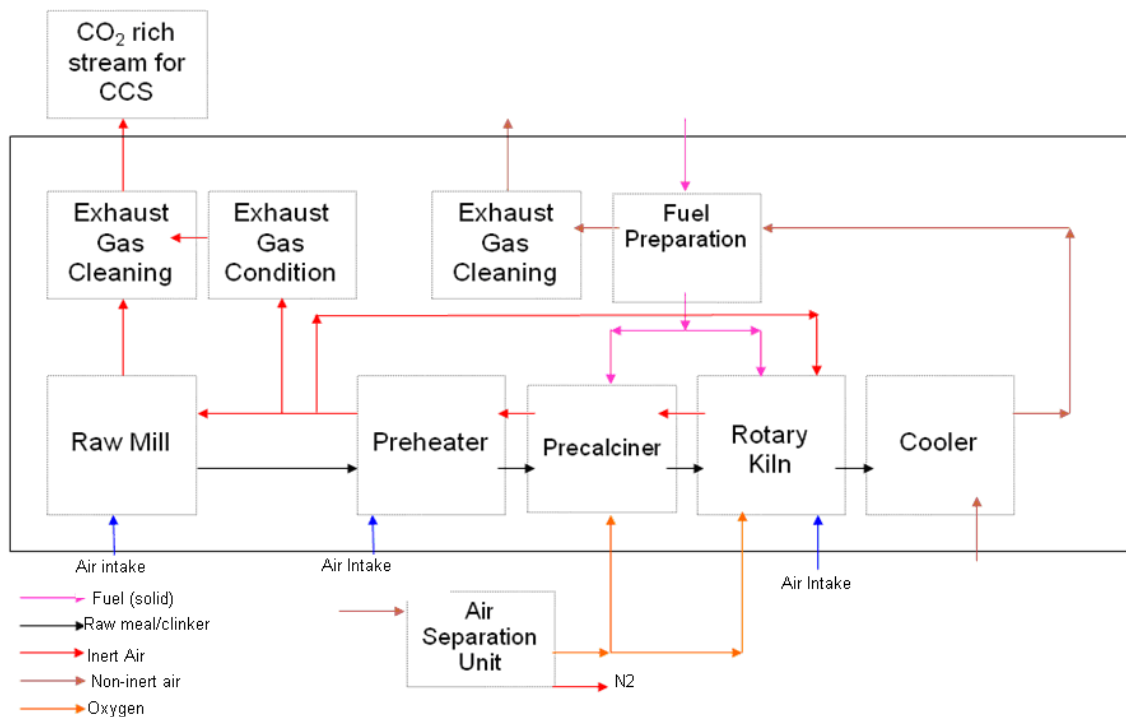 CO₂ rich
stream for
CCS
Exhaust
Gas
Cleaning
Exhaust
Gas
Condition
Exhaust
Gas
Cleaning
Fuel
Preparation
Raw Mill
Preheater
Precalciner
Rotary
Kiln
Cooler
Air intake
Air Intake
Air Intake
Fuel (solid)
Raw meal/clinker
Inert Air
Non-inert air
Oxygen
Air
Separation
Unit
N2